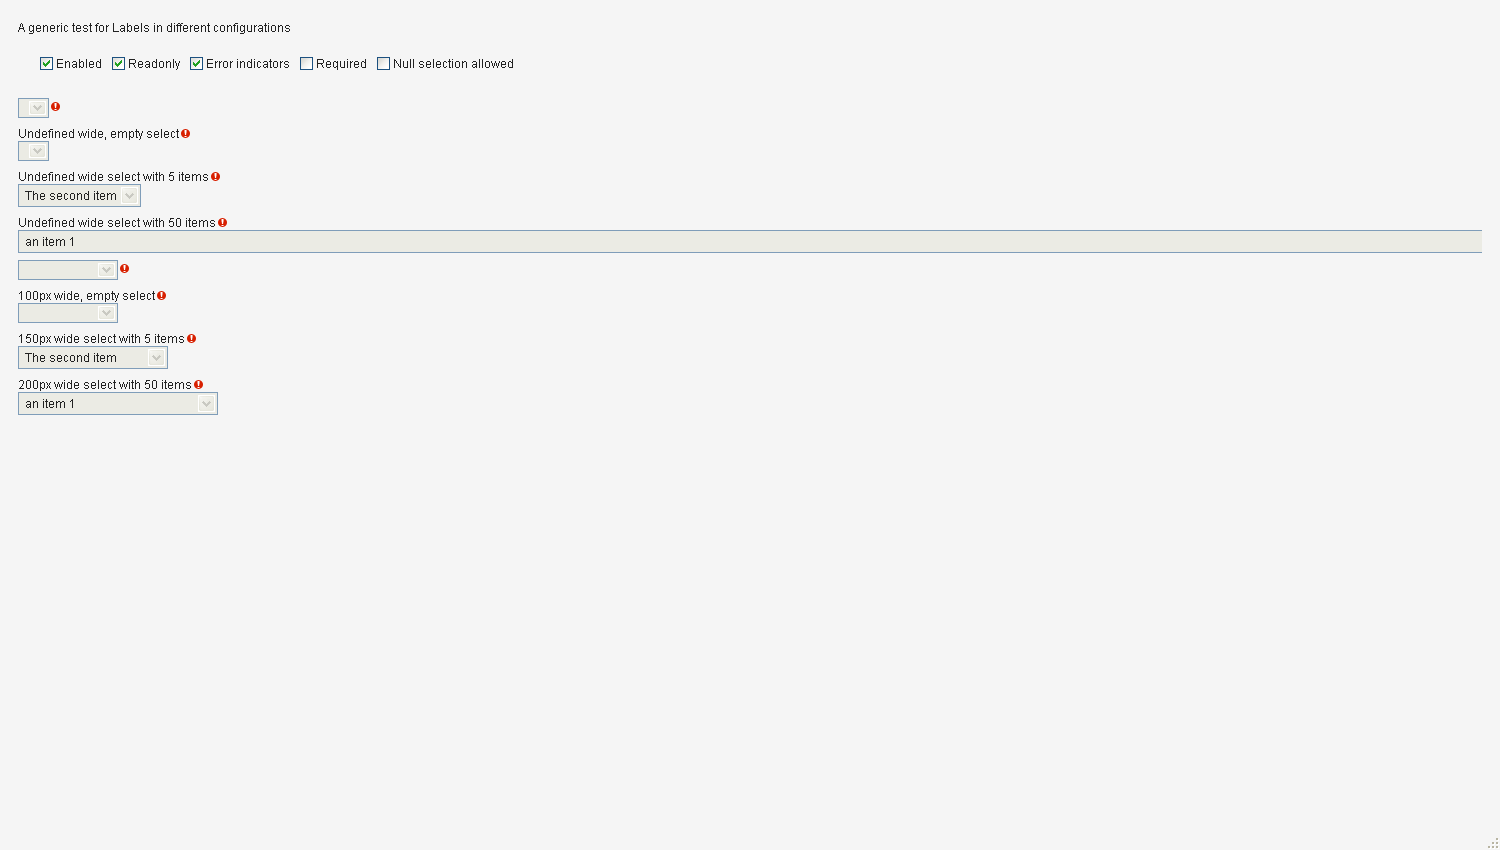 A generic test for Labels in different configurations
Enabled Readonly Error indicators Required Null selection allowed
Undefined wide, empty select
Undefined wide select with 5 items
The second item
Undefined wide select with 50 items
an item 1
100px wide, empty select
150px wide select with 5 items
The second item
200px wide select with 50 items
an item 1